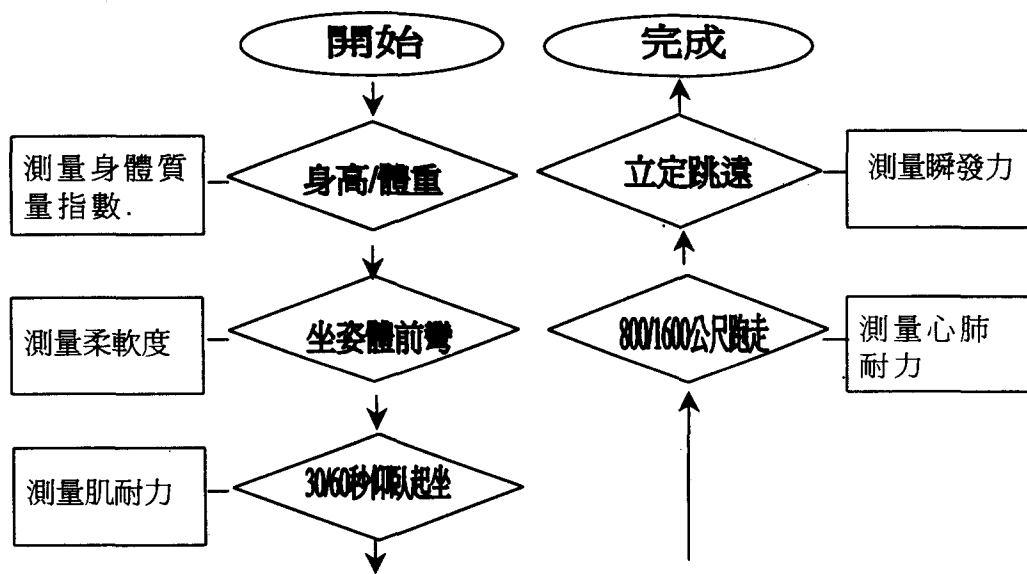 開始
身高/體重
測量身體質
量指數.
坐姿體前彎
測量柔軟度
30/60秒仰臥起坐
測量肌耐力
完成
立定跳遠
測量瞬發力
800/1600公尺跑走
測量心肺
耐力